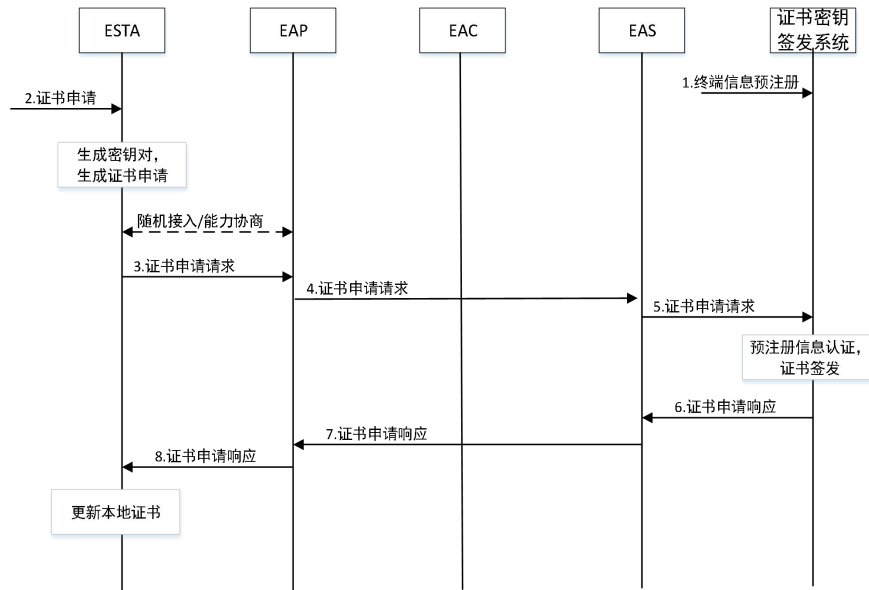 ESTA
EAP
EAC
EAS
证书密钥
签发系统
1.终端信息预注册
2.证书申请
生成密钥对，
生成证书申请
随机接入/能力协商
3.证书申请请求
4.证书申请请求
5.证书申请请求
预注册信息认证，
证书签发
6.证书申请响应
7.证书申请响应
8.证书申请响应
更新本地证书